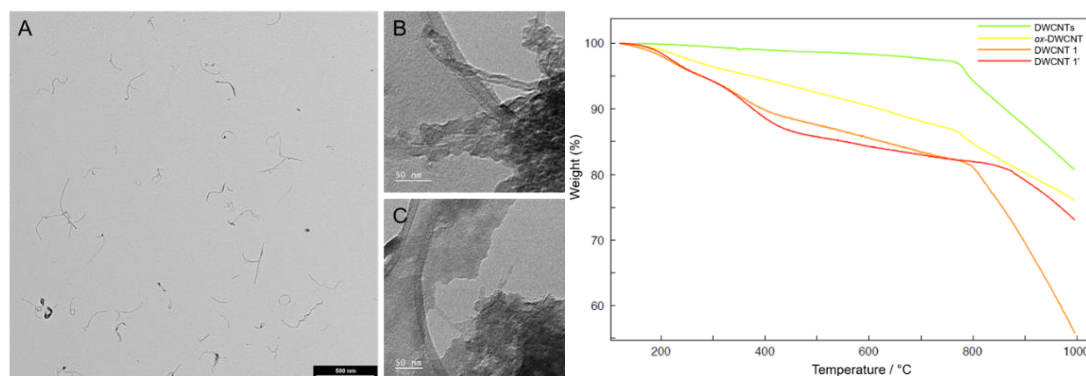 A
500 nm
B
50 nm
C
50 nm
DWCNTs
ox-DWCNT
DWCNT 1
DWCNT 1'
100
90
80
70
60
Weight (%)
200
400
600
800
1000
Temperature / °C